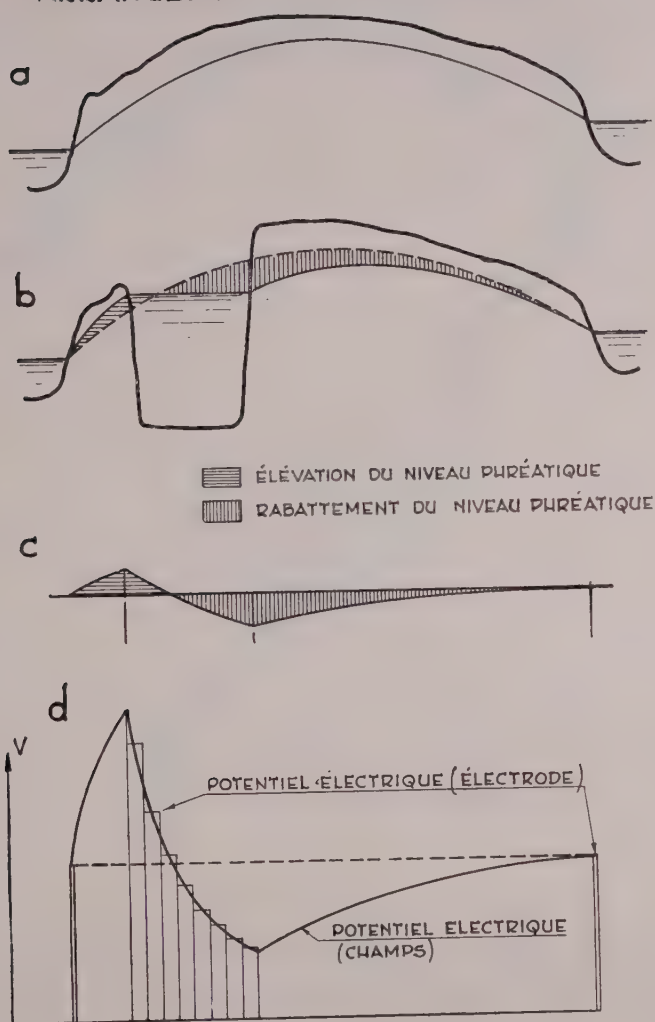 a
b
ÉLÉVATION DU NIVEAU PHRÉATIQUE
RABATTEMENT DU NIVEAU PHRÉATIQUE
c
d
V
POTENTIEL ÉLECTRIQUE (ÉLECTRODE)
POTENTIEL ELECTRIQUE
(CHAMPS)